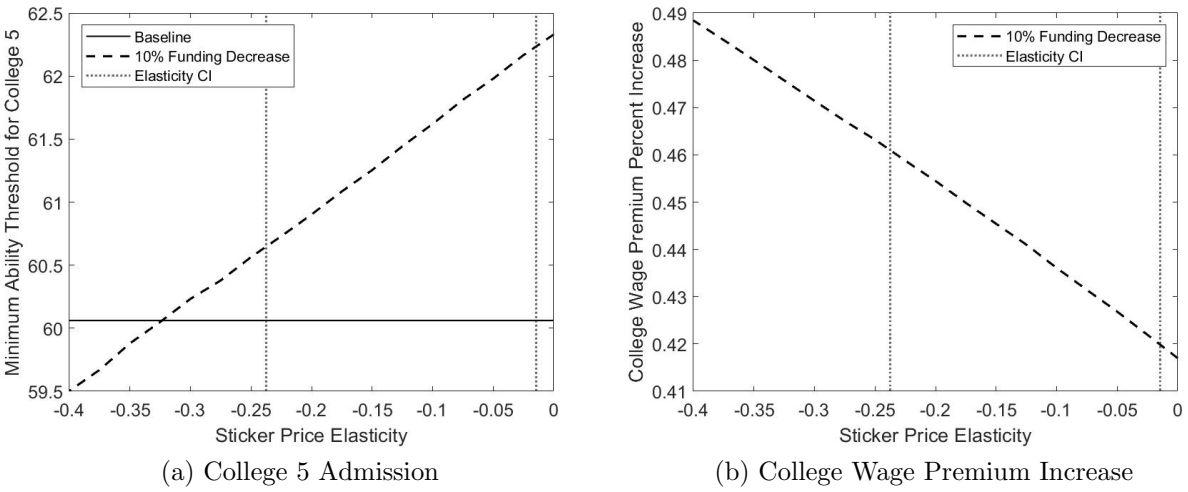 62.5
62
61.5
61
60.5
60
59.5
Minimum Ability Threshold for College 5
Baseline
10% Funding Decrease
Elasticity CI
-0.4 -0.35 -0.3 -0.25 -0.2 -0.15 -0.1 -0.05 0
Sticker Price Elasticity
(a) College 5 Admission
0.49
0.48
0.47
0.46
0.45
0.44
0.43
0.42
0.41
College Wage Premium Percent Increase
10% Funding Decrease
Elasticity CI
-0.4 -0.35 -0.3 -0.25 -0.2 -0.15 -0.1 -0.05 0
Sticker Price Elasticity
(b) College Wage Premium Increase